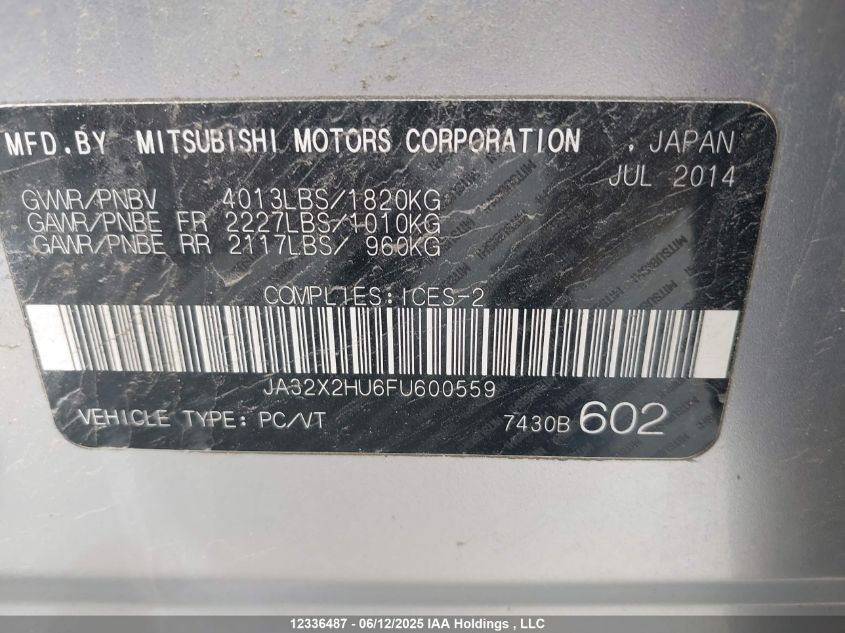 MFD.BY MITSUBISHI MOTORS CORPORATION . JAPAN
JUL 2014
GVWR/PNBV 4013LBS/1820KG
GAWR/PNBE FR 2227LBS/1010KG
GAWR/PNBE RR 2117LBS/ 960KG
COMPLIES:ICES-2
JA32X2HU6FU600559
VEHICLE TYPE: PC/VT 7430B 602
12336487 - 06/12/2025 IAA Holdings , LLC